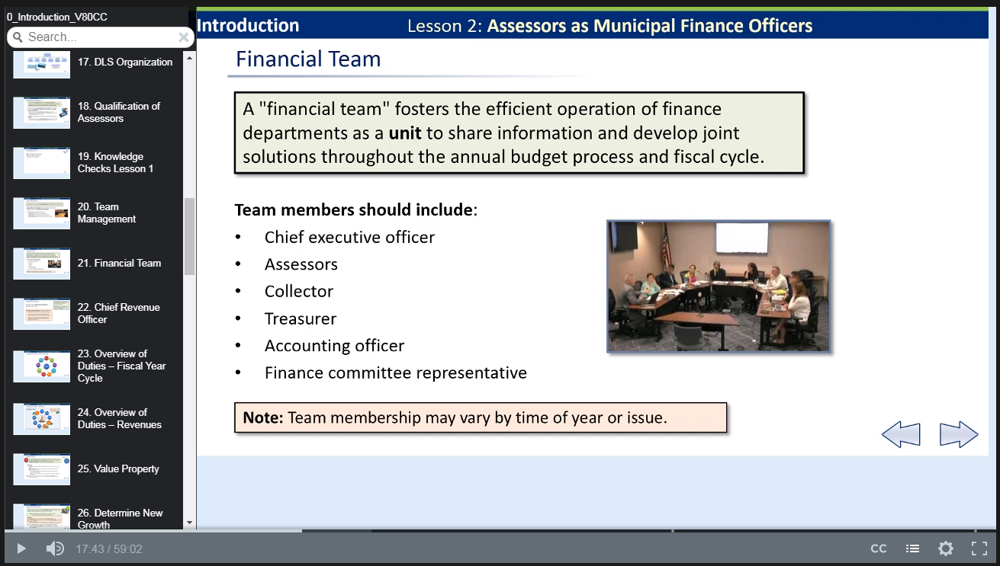 0_Introduction_V80CC
Search...
17. DLS Organization
18. Qualification of
Assessors
19. Knowledge
Checks Lesson 1
20. Team
Management
21. Financial Team
22. Chief Revenue
Officer
23. Overview of
Duties – Fiscal Year
Cycle
24. Overview of
Duties – Revenues
25. Value Property
26. Determine New
Growth
Introduction
Lesson 2: Assessors as Municipal Finance Officers
Financial Team
A "financial team" fosters the efficient operation of finance
departments as a unit to share information and develop joint
solutions throughout the annual budget process and fiscal cycle.
Team members should include:
• Chief executive officer
• Assessors
• Collector
• Treasurer
• Accounting officer
• Finance committee representative
Note: Team membership may vary by time of year or issue.
17:43 / 59:02
CC